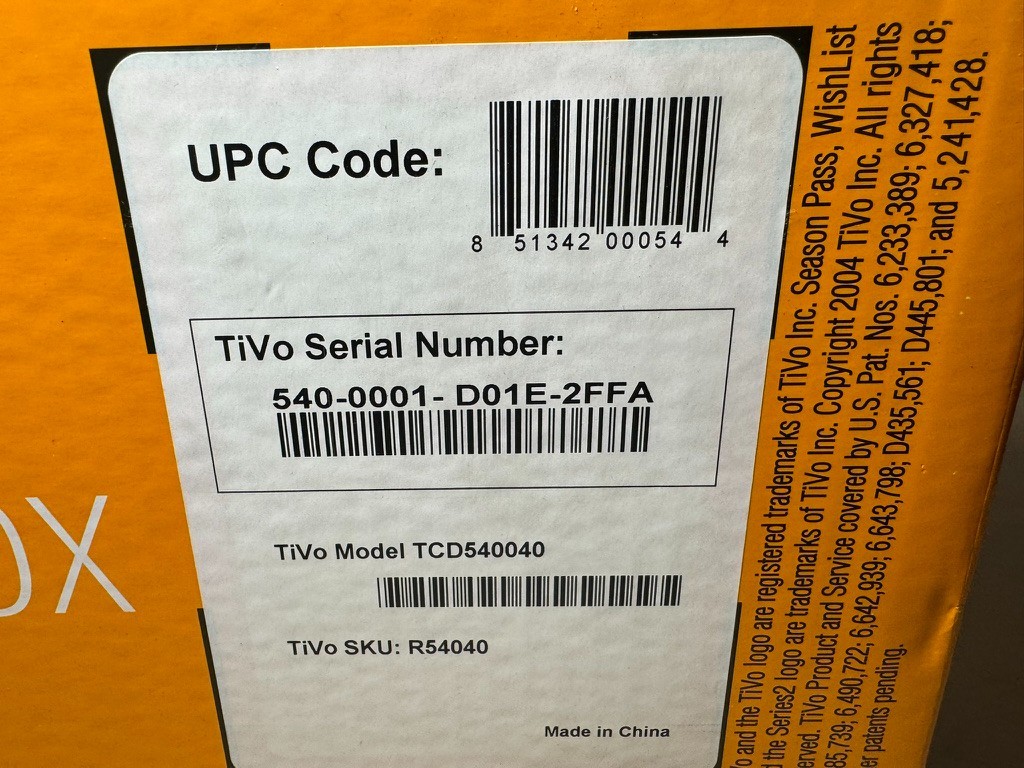 UPC Code:
8 51342 00054 4
TiVo Serial Number:
540-0001- D01E-2FFA
TiVo Model TCD540040
TiVo SKU: R54040
Made in China
OX
and the TiVo logo are registered trademarks of TiVo Inc. Season Pass, WishList
the Series2 logo are trademarks of TiVo Inc. Copyright 2004 TiVo Inc. All rights
TiVo Product and Service covered by U.S. Pat. Nos. 6,233,389; 6,327,418;
85,739; 6,490,722; 6,642,939; 6,643,798; D435,561; D445,801; and 5,241,428.
patents pending.